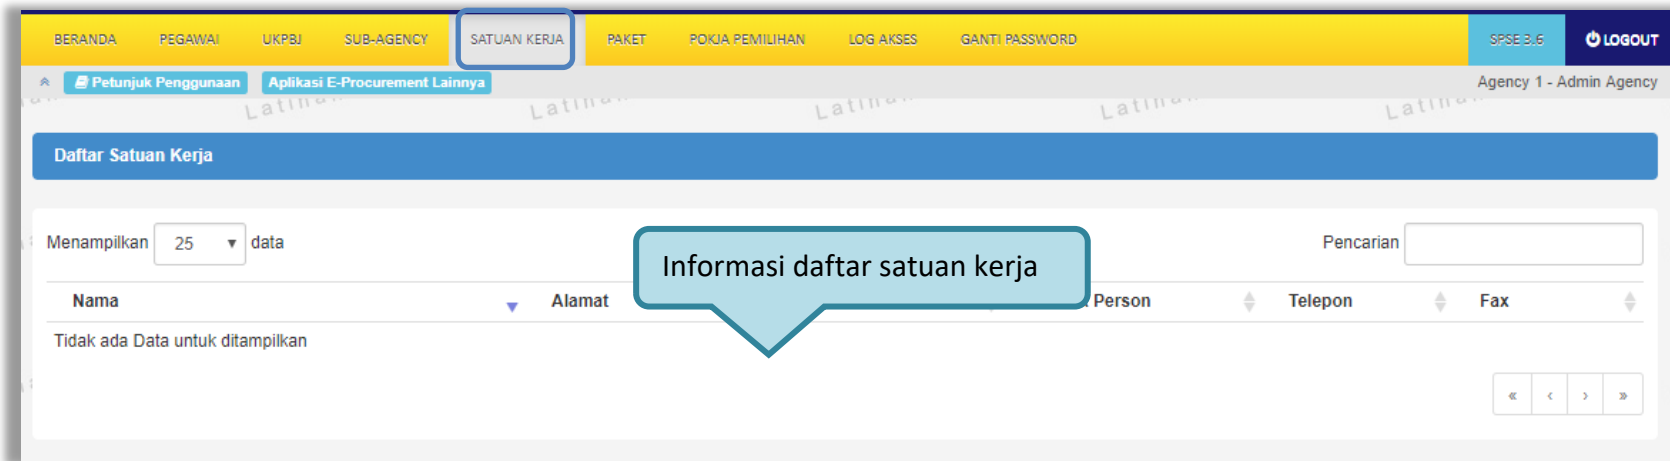 BERANDA PEGAWAI UKPBJ SUB-AGENCY SATUAN KERJA PAKET POKJA PEMILIHAN LOG AKSES GANTI PASSWORD SPSE 3.6 LOGOUT
Petunjuk Penggunaan Aplikasi E-Procurement Lainnya Agency 1 - Admin Agency
Daftar Satuan Kerja
Menampilkan 25 data Pencarian
Informasi daftar satuan kerja
Nama Alamat Person Telepon Fax
Tidak ada Data untuk ditampilkan
« ‹ › »